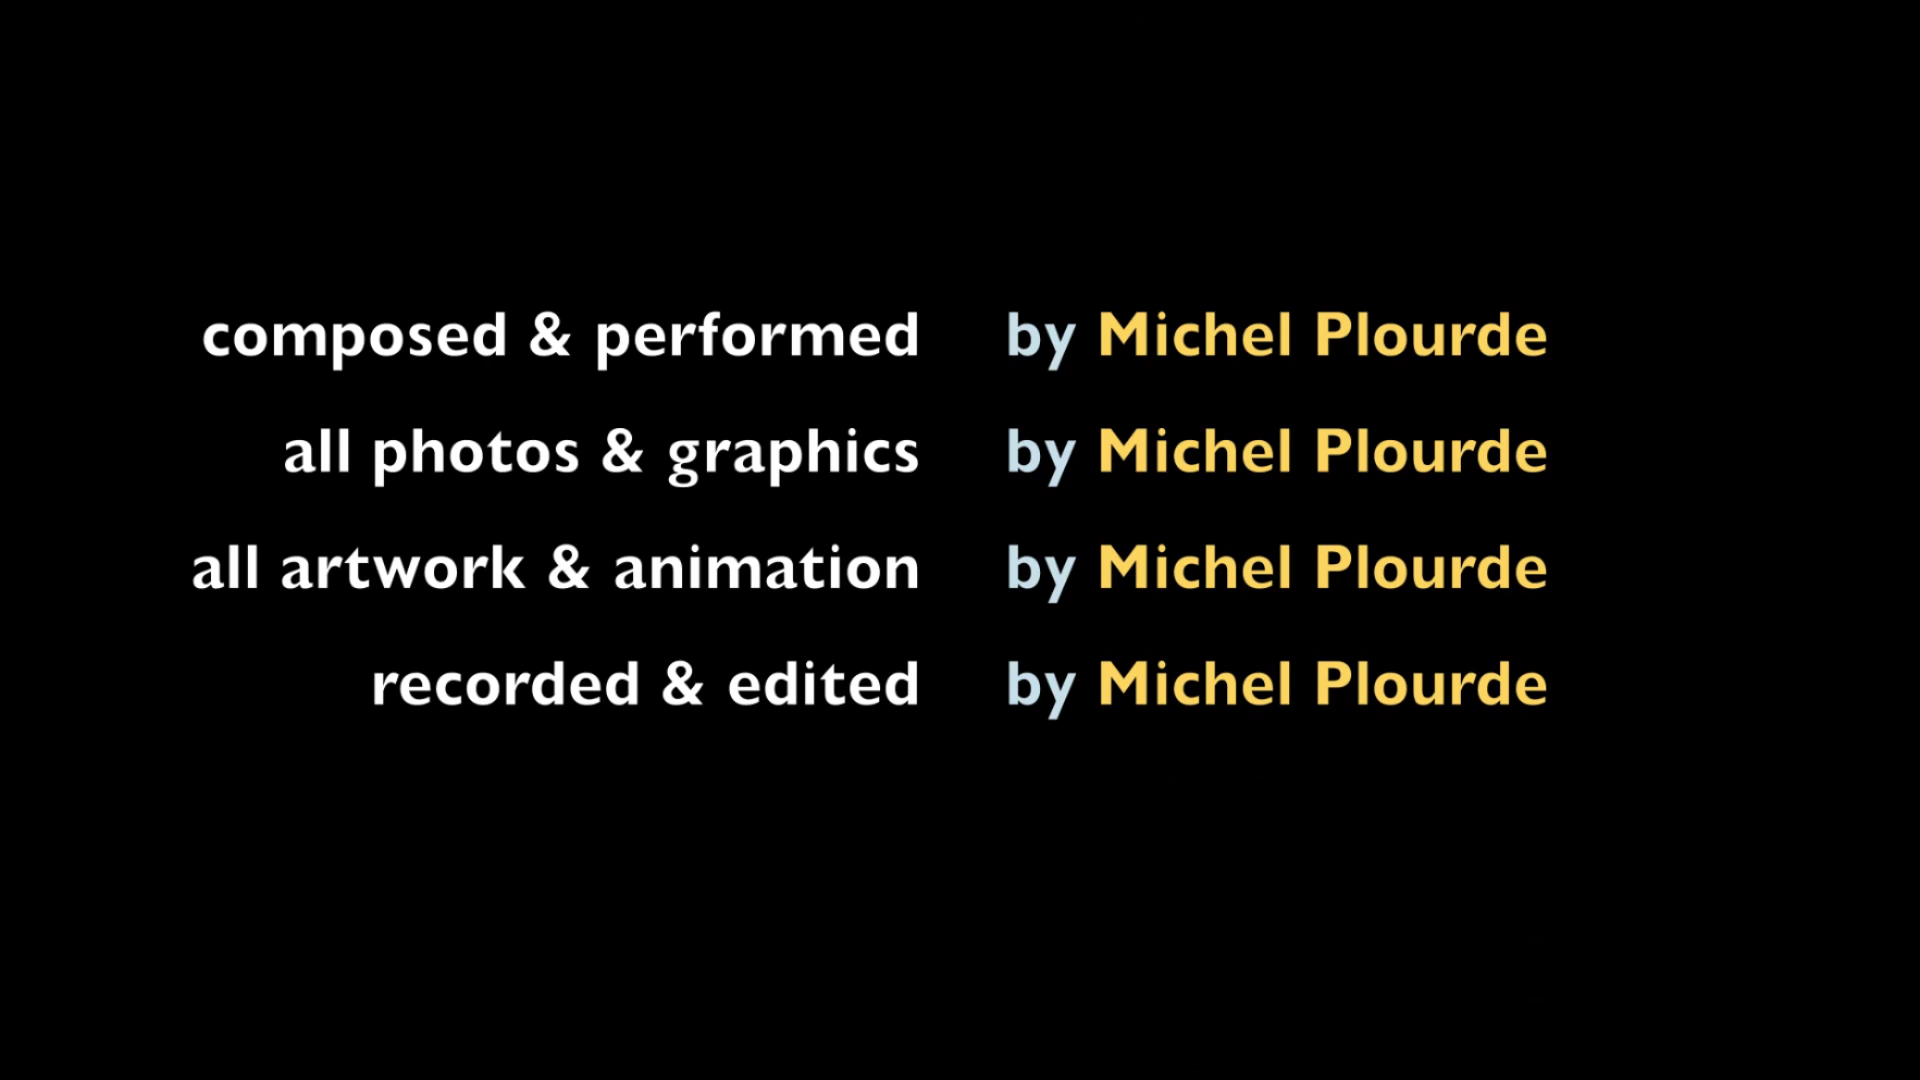 composed & performed by Michel Plourde
all photos & graphics by Michel Plourde
all artwork & animation by Michel Plourde
recorded & edited by Michel Plourde